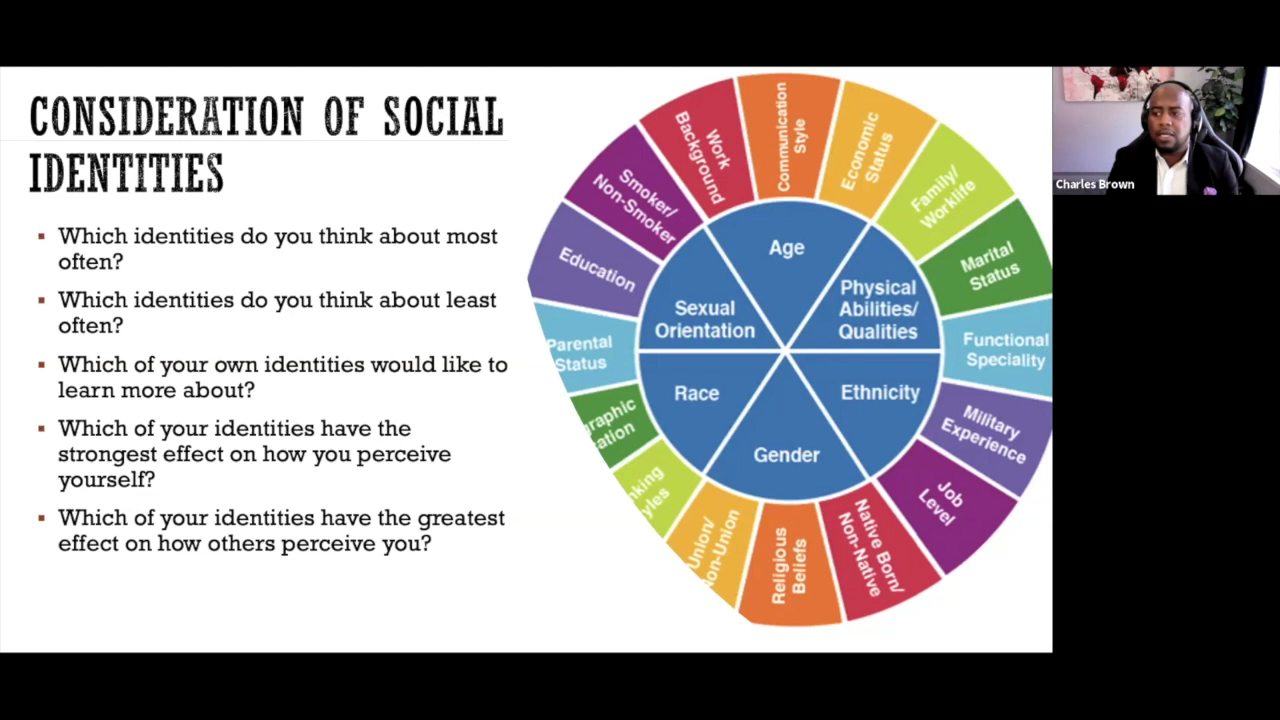 CONSIDERATION OF SOCIAL
IDENTITIES
▪ Which identities do you think about most
often?
▪ Which identities do you think about least
often?
▪ Which of your own identities would like to
learn more about?
▪ Which of your identities have the
strongest effect on how you perceive
yourself?
▪ Which of your identities have the greatest
effect on how others perceive you?
Communication
Style
Economic
Status
Family/
Worklife
Marital
Status
Functional
Speciality
Military
Experience
Job
Level
Native Born/
Non-Native
Religious
Beliefs
Union/
Parental
Status
Education
Smoker/
Non-Smoker
Work
Background
Age
Physical
Abilities/
Qualities
Ethnicity
Gender
Race
Sexual
Orientation
Charles Brown